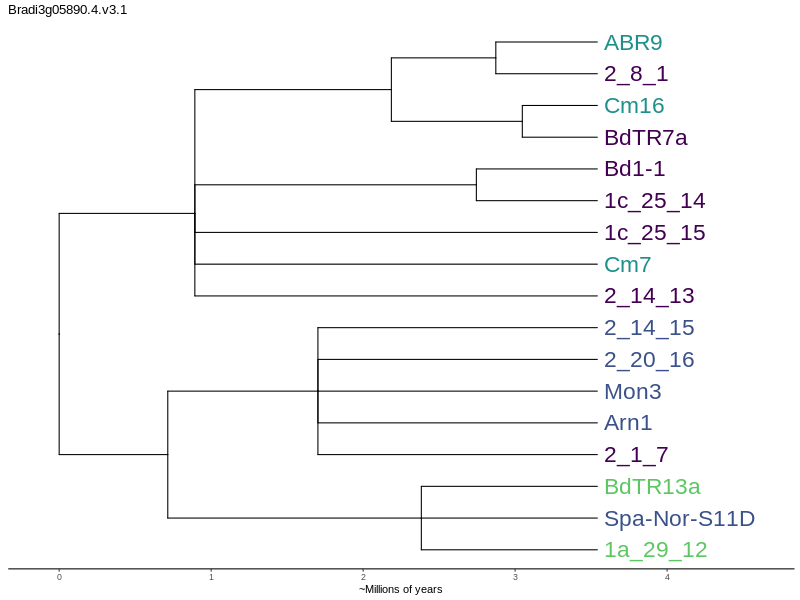 Bradi3g05890.4.v3.1
ABR9
2_8_1
Cm16
BdTR7a
Bd1-1
1c_25_14
1c_25_15
Cm7
2_14_13
2_14_15
2_20_16
Mon3
Arn1
2_1_7
BdTR13a
Spa-Nor-S11D
1a_29_12
0 1 2 3 4
~Millions of years